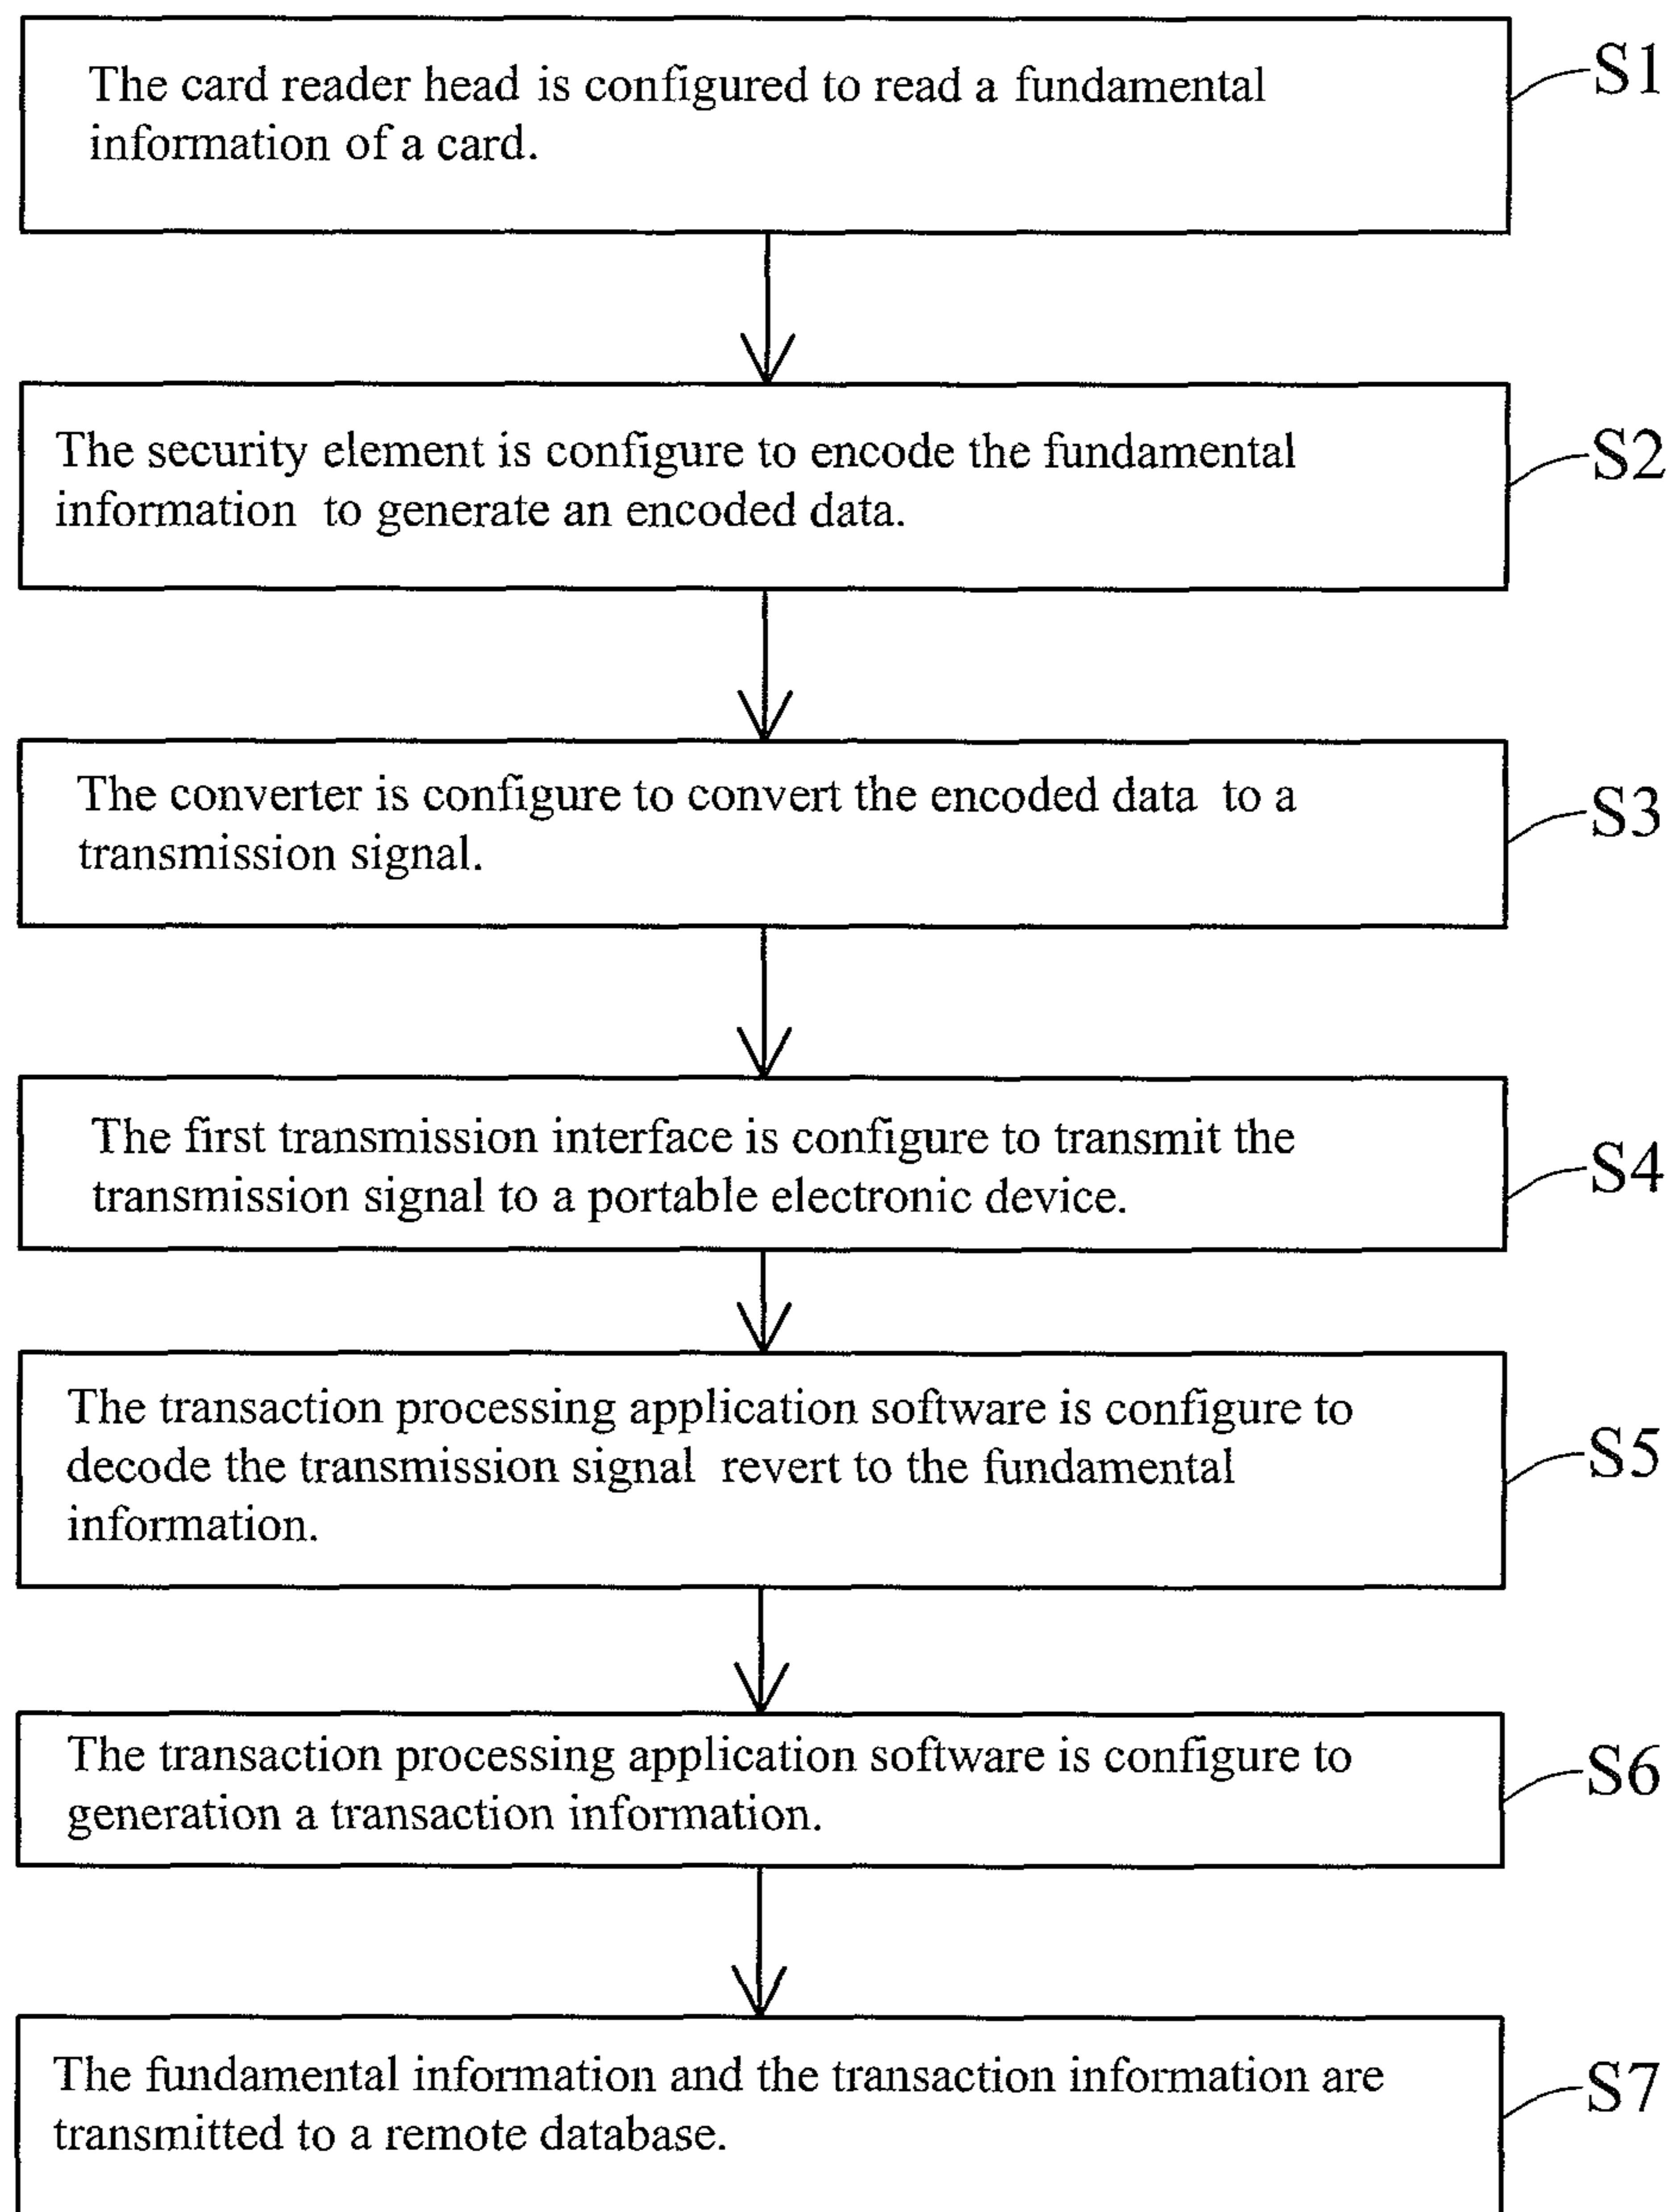 The card reader head is configured to read a fundamental
information of a card.
S1
The security element is configure to encode the fundamental
information to generate an encoded data.
S2
The converter is configure to convert the encoded data to a
transmission signal.
S3
The first transmission interface is configure to transmit the
transmission signal to a portable electronic device.
S4
The transaction processing application software is configure to
decode the transmission signal revert to the fundamental
information.
S5
The transaction processing application software is configure to
generation a transaction information.
S6
The fundamental information and the transaction information are
transmitted to a remote database.
S7